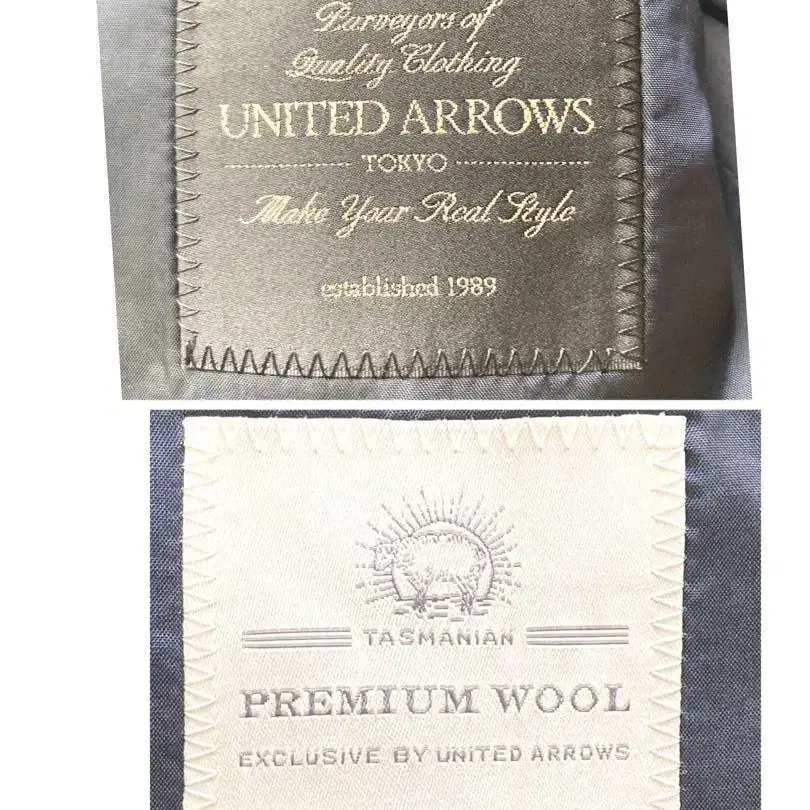 Purveyors of
Quality Clothing
UNITED ARROWS
TOKYO
Make Your Real Style
established 1989
TASMANIAN
PREMIUM WOOL
EXCLUSIVE BY UNITED ARROWS